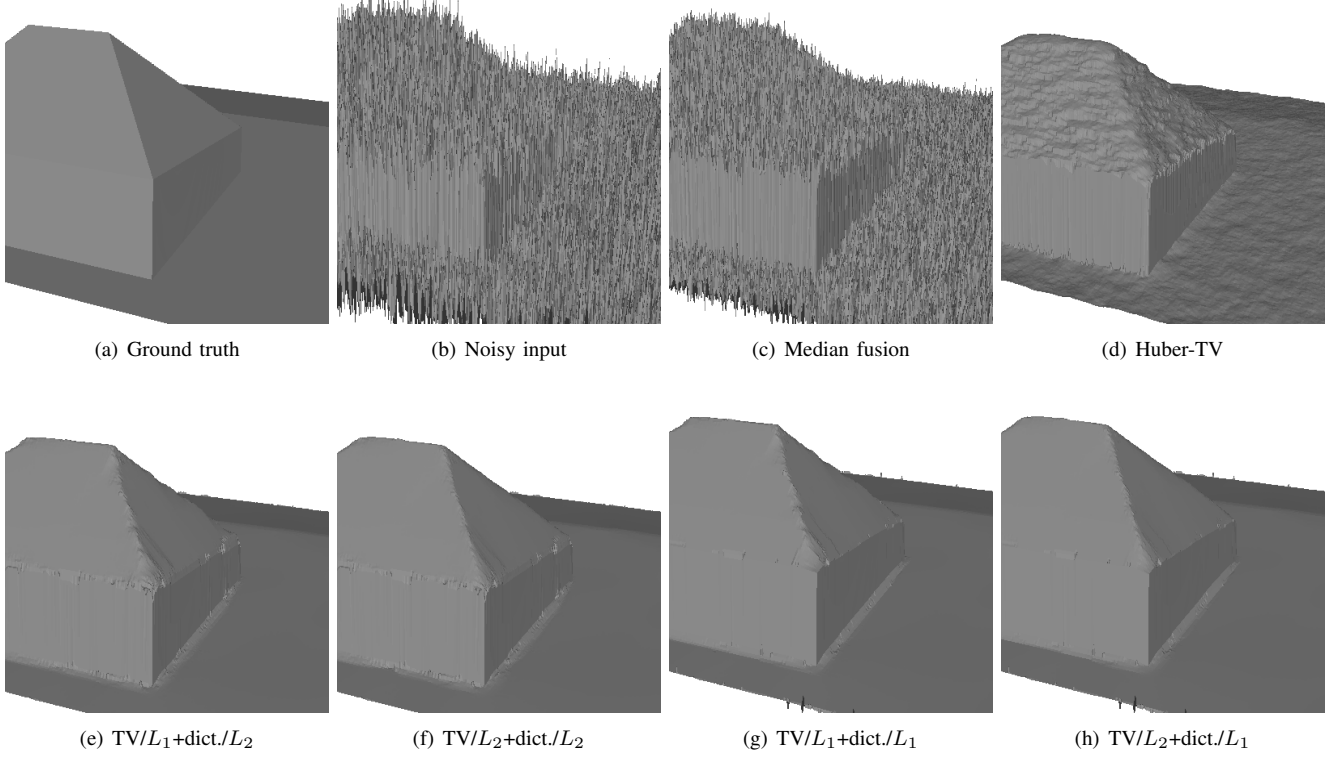 (a) Ground truth
(b) Noisy input
(c) Median fusion
(d) Huber-TV
(e) TV/L₁+dict./L₂
(f) TV/L₂+dict./L₂
(g) TV/L₁+dict./L₁
(h) TV/L₂+dict./L₁